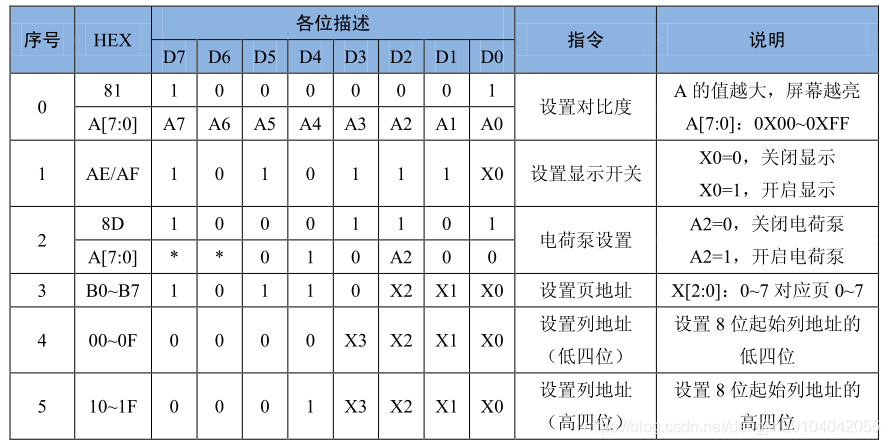 序号 HEX 各位描述 指令 说明
D7 D6 D5 D4 D3 D2 D1 D0
0 81 1 0 0 0 0 0 0 1 设置对比度 A 的值越大，屏幕越亮
A[7:0] A7 A6 A5 A4 A3 A2 A1 A0 A[7:0]：0X00~0XFF
1 AE/AF 1 0 1 0 1 1 1 X0 设置显示开关 X0=0，关闭显示
X0=1，开启显示
2 8D 1 0 0 0 1 1 0 1 电荷泵设置 A2=0，关闭电荷泵
A[7:0] * * 0 1 0 A2 0 0 A2=1，开启电荷泵
3 B0~B7 1 0 1 1 0 X2 X1 X0 设置页地址 X[2:0]：0~7 对应页 0~7
4 00~0F 0 0 0 0 X3 X2 X1 X0 设置列地址 设置 8 位起始列地址的
（低四位） 低四位
5 10~1F 0 0 0 1 X3 X2 X1 X0 设置列地址 设置 8 位起始列地址的
（高四位） 高四位